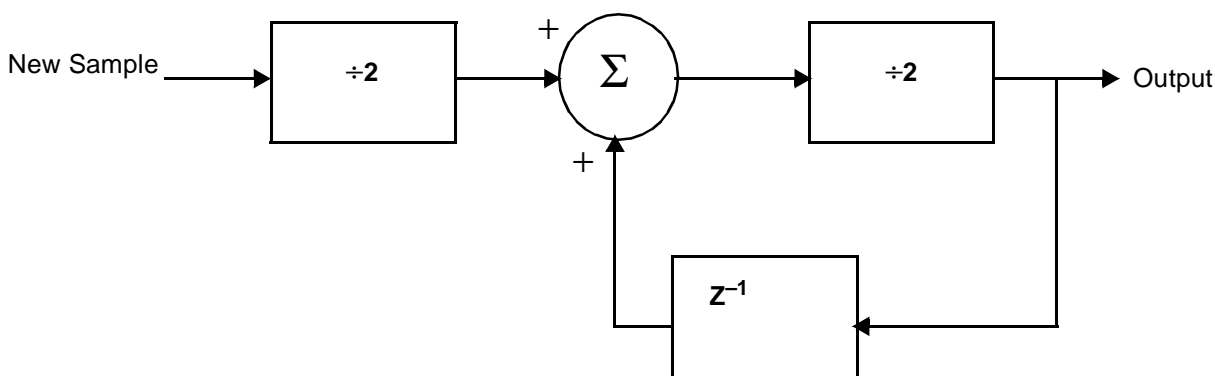 New Sample
÷2
+
Σ
÷2
Output
+
Z–1